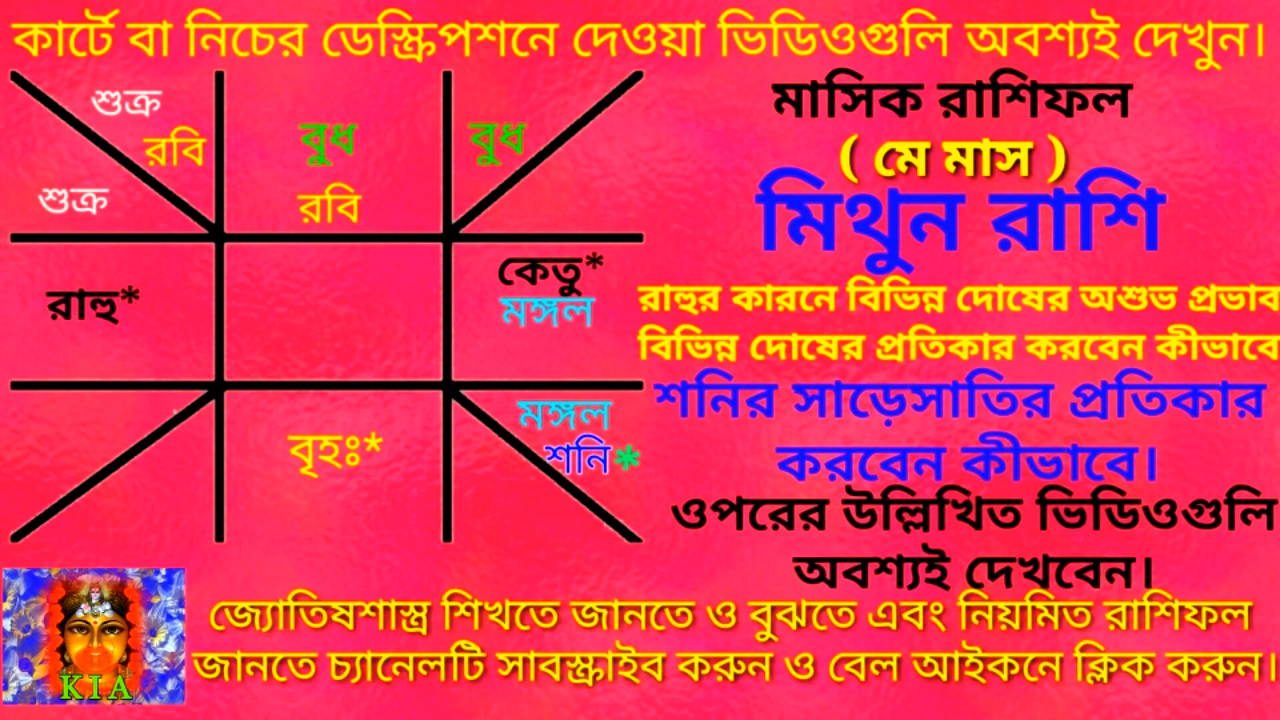 কার্টে বা নিচের ডেস্ক্রিপশনে দেওয়া ভিডিওগুলি অবশ্যই দেখুন।
শুক্র
রবি
শুক্র
বুধ
রবি
বুধ
রাহু*
কেতু*
মঙ্গল
বৃহঃ*
মঙ্গল
শনি*
মাসিক রাশিফল
( মে মাস )
মিথুন রাশি
রাহুর কারনে বিভিন্ন দোষের অশুভ প্রভাব
বিভিন্ন দোষের প্রতিকার করবেন কীভাবে
শনির সাড়েসাতির প্রতিকার
করবেন কীভাবে।
ওপরের উল্লিখিত ভিডিওগুলি
অবশ্যই দেখবেন।
জ্যোতিষশাস্ত্র শিখতে জানতে ও বুঝতে এবং নিয়মিত রাশিফল
জানতে চ্যানেলটি সাবস্ক্রাইব করুন ও বেল আইকনে ক্লিক করুন।
KIA